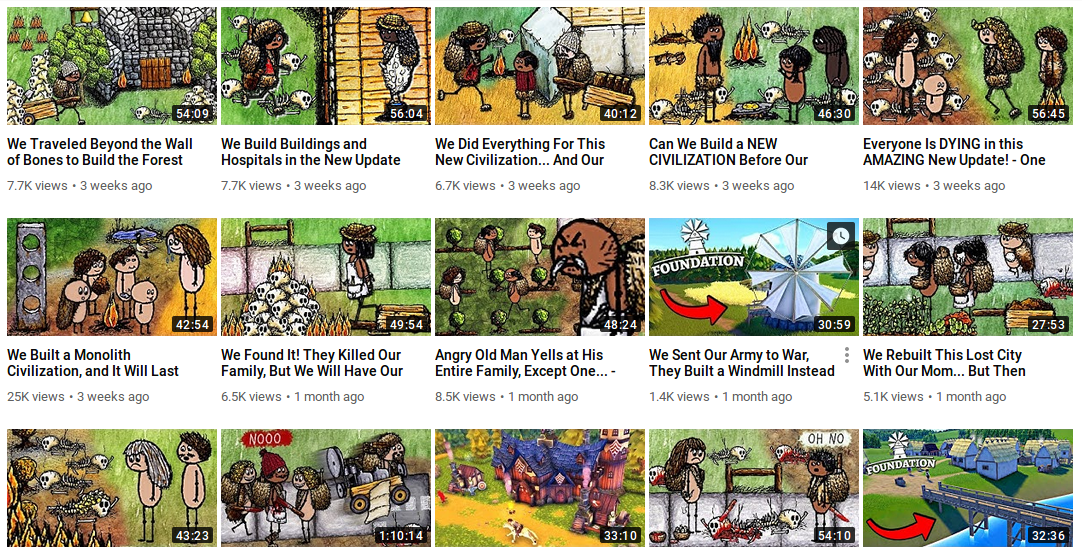 54:09
56:04
40:12
46:30
56:45
We Traveled Beyond the Wall
of Bones to Build the Forest
7.7K views • 3 weeks ago
We Build Buildings and
Hospitals in the New Update
7.7K views • 3 weeks ago
We Did Everything For This
New Civilization... And Our
6.7K views • 3 weeks ago
Can We Build a NEW
CIVILIZATION Before Our
8.3K views • 3 weeks ago
Everyone Is DYING in this
AMAZING New Update! - One
14K views • 3 weeks ago
42:54
49:54
48:24
FOUNDATION
30:59
27:53
We Built a Monolith
Civilization, and It Will Last
25K views • 3 weeks ago
We Found It! They Killed Our
Family, But We Will Have Our
6.5K views • 1 month ago
Angry Old Man Yells at His
Entire Family, Except One... -
8.5K views • 1 month ago
We Sent Our Army to War,
They Built a Windmill Instead
1.4K views • 1 month ago
We Rebuilt This Lost City
With Our Mom... But Then
5.1K views • 1 month ago
43:23
NOOO
1:10:14
33:10
OH NO
54:10
FOUNDATION
32:36